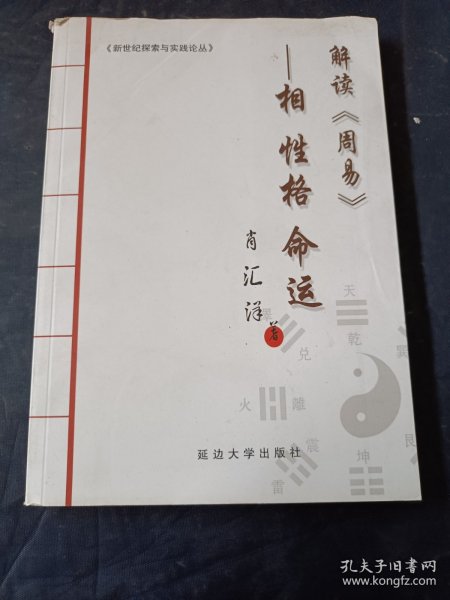 《新世纪探索与实践论丛》
解读《周易》
—相 性格 命运
肖汇洋
著
天
乾
巽
泽
兑
火
離
震
雷
坤
艮
延边大学出版社
孔夫子旧书网
www.kongfz.com